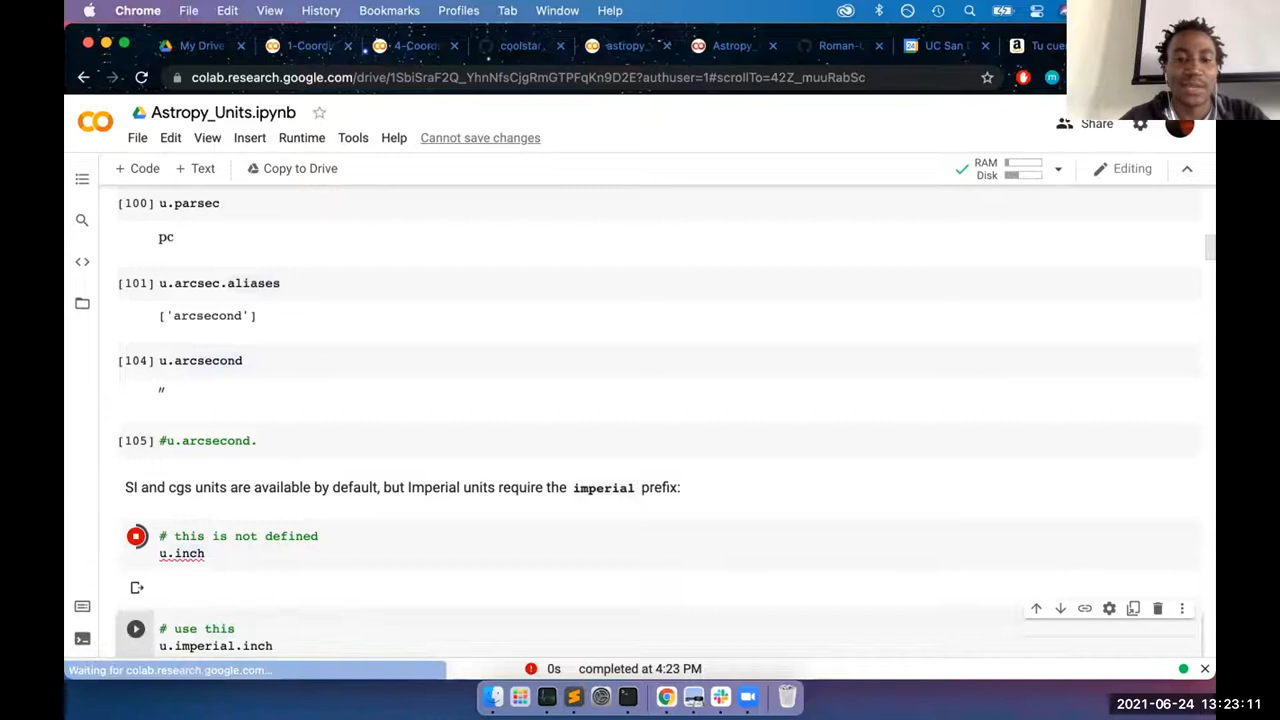 Chrome File Edit View History Bookmarks Profiles Tab Window Help
My Drive 1-Coordi 4-Coord coolstar astropy_ Astropy_ Roman-U UC San D Tu cuen
colab.research.google.com/drive/1SbiSraF2Q_YhnNfsCjgRmGTPFqKn9D2E?authuser=1#scrollTo=42Z_muuRabSc
Astropy_Units.ipynb
File Edit View Insert Runtime Tools Help Cannot save changes
Share
+ Code + Text Copy to Drive
RAM
Disk
Editing
[100] u.parsec
pc
[101] u.arcsec.aliases
['arcsecond']
[104] u.arcsecond
″
[105] #u.arcsecond.
SI and cgs units are available by default, but Imperial units require the imperial prefix:
# this is not defined
u.inch
# use this
u.imperial.inch
Waiting for colab.research.google.com...
0s completed at 4:23 PM
2021-06-24 13:23:11